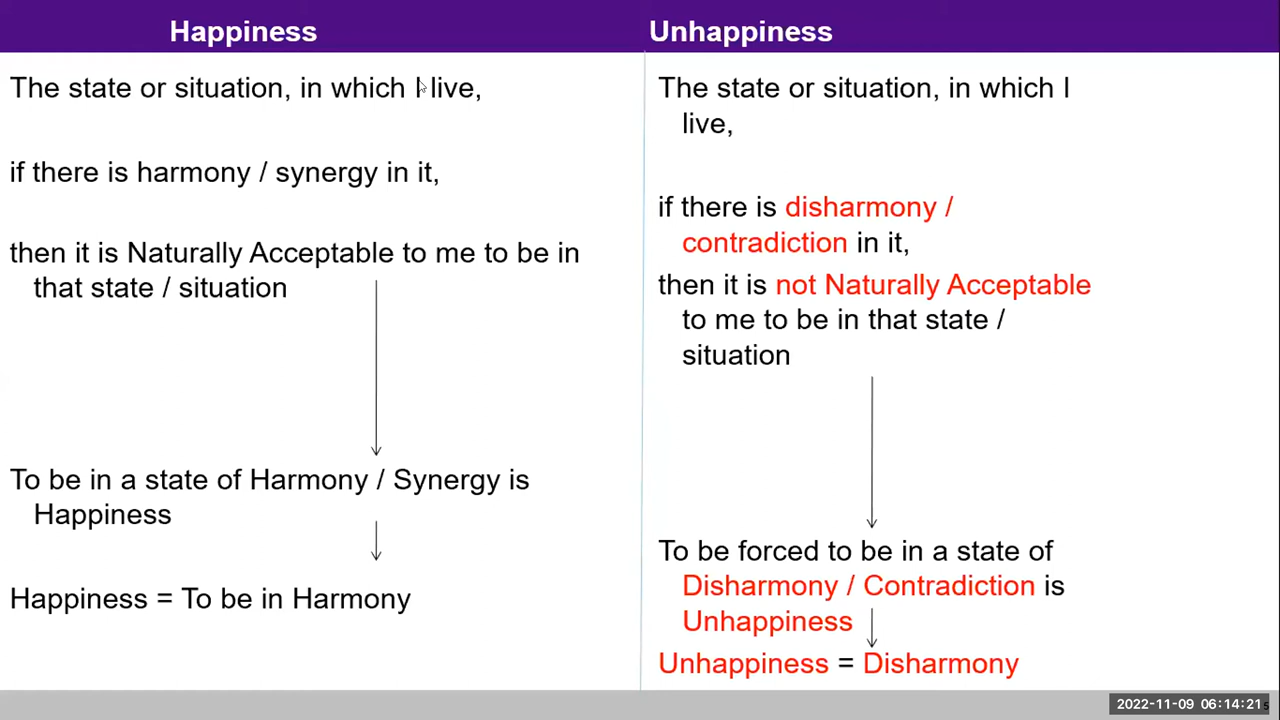 Happiness
The state or situation, in which I live,
if there is harmony / synergy in it,
then it is Naturally Acceptable to me to be in
that state / situation
To be in a state of Harmony / Synergy is
Happiness
Happiness = To be in Harmony
Unhappiness
The state or situation, in which I
live,
if there is disharmony /
contradiction in it,
then it is not Naturally Acceptable
to me to be in that state /
situation
To be forced to be in a state of
Disharmony / Contradiction is
Unhappiness
Unhappiness = Disharmony
2022-11-09 06:14:21